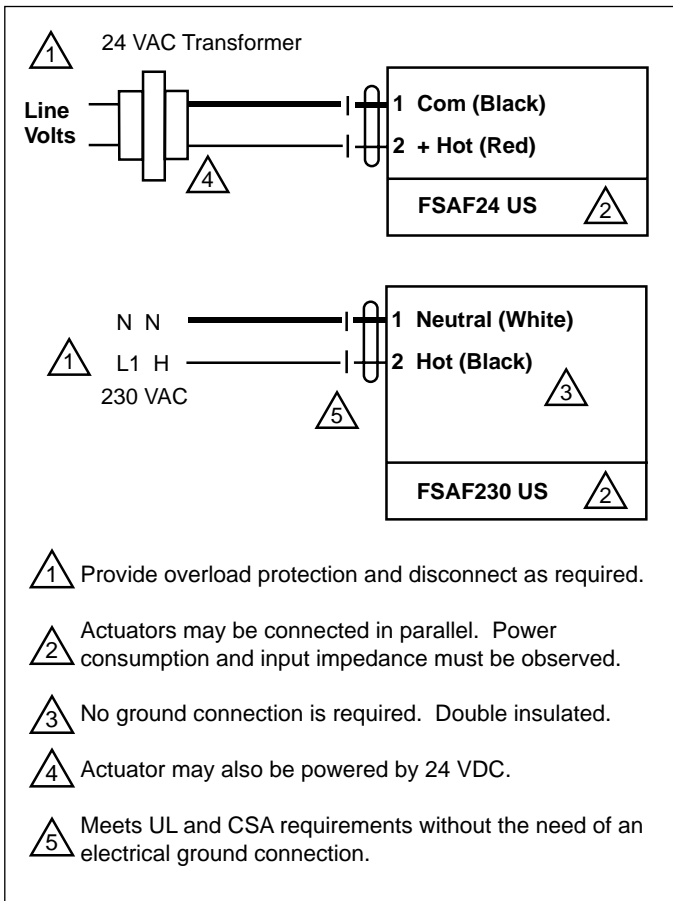 1 24 VAC Transformer
Line
Volts
1 Com (Black)
2 + Hot (Red)
4
FSAF24 US 2
N N
1 Neutral (White)
1 L1 H
2 Hot (Black)
230 VAC
3
5
FSAF230 US 2
1 Provide overload protection and disconnect as required.
2 Actuators may be connected in parallel. Power
consumption and input impedance must be observed.
3 No ground connection is required. Double insulated.
4 Actuator may also be powered by 24 VDC.
5 Meets UL and CSA requirements without the need of an
electrical ground connection.